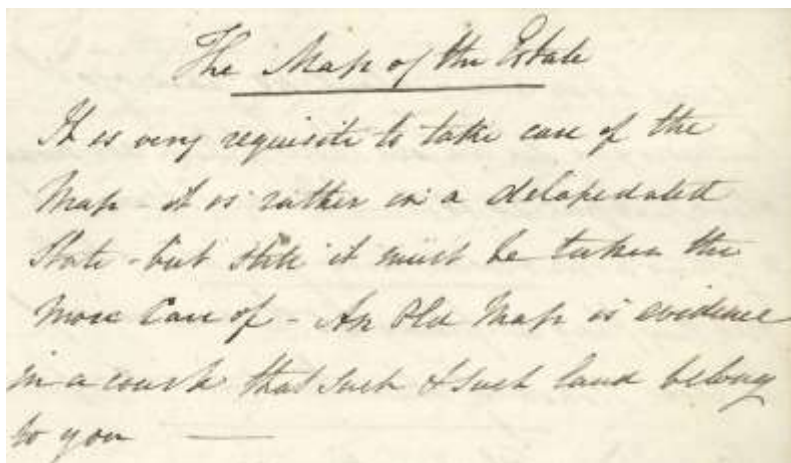 The Map of the Estate
It is very requisite to take care of the
Map - it is rather in a delapedated
State - but still it must be taken the
more Care of - An Old Map is evidence
in a court that such & such land belong
to you —